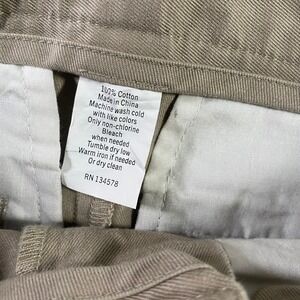 100% Cotton
Made in China
Machine wash cold
with like colors
Only non-chlorine
Bleach
when needed
Tumble dry low
Warm iron if needed
Or dry clean
RN 134578